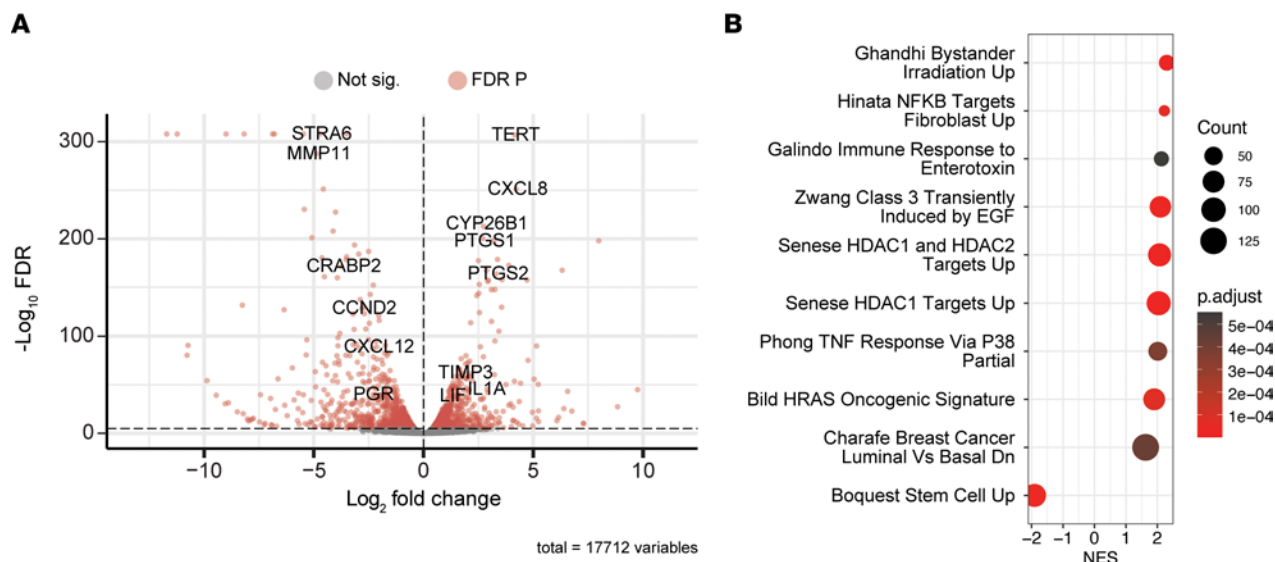 A
Not sig.
FDR P
300
200
100
0
-Log10 FDR
STRA6
MMP11
TERT
CXCL8
CYP26B1
PTGS1
CRABP2
PTGS2
CCND2
CXCL12
TIMP3
PGR
LIF
IL1A
−10
−5
0
5
10
Log2 fold change
total = 17712 variables
B
Ghandhi Bystander
Irradiation Up
Hinata NFKB Targets
Fibroblast Up
Galindo Immune Response to
Enterotoxin
Zwang Class 3 Transiently
Induced by EGF
Senese HDAC1 and HDAC2
Targets Up
Senese HDAC1 Targets Up
Phong TNF Response Via P38
Partial
Bild HRAS Oncogenic Signature
Charafe Breast Cancer
Luminal Vs Basal Dn
Boquest Stem Cell Up
−2 −1 0 1 2
NES
Count
50
75
100
125
p.adjust
5e−04
4e−04
3e−04
2e−04
1e−04